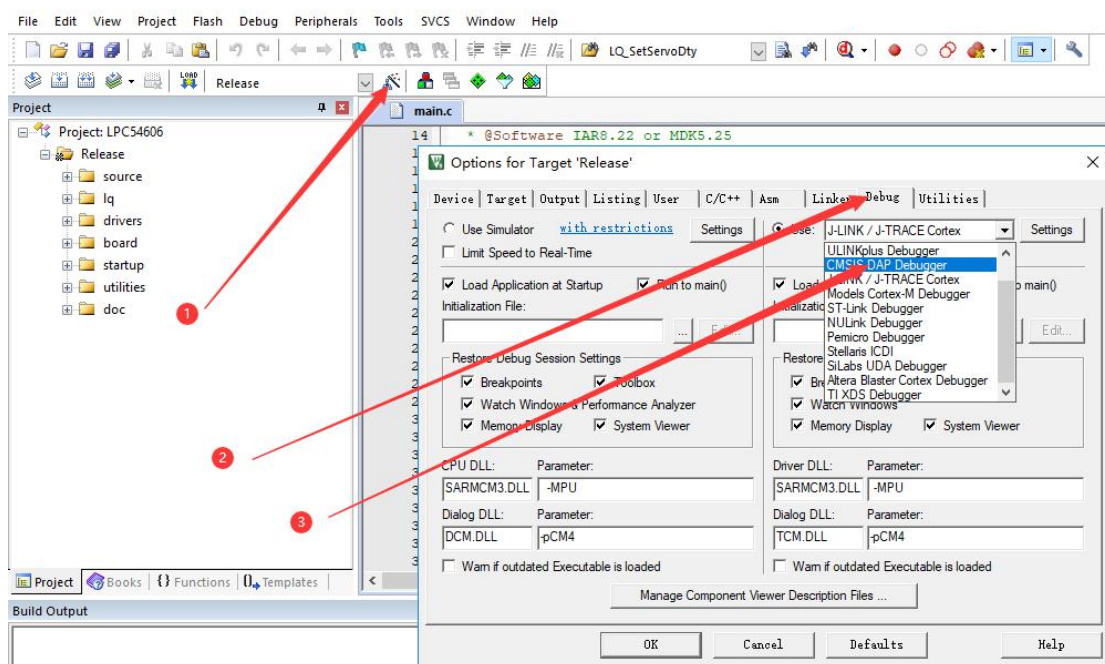 File Edit View Project Flash Debug Peripherals Tools SVCS Window Help
LQ_SetServoDty
LOAD Release
Project
main.c
Project: LPC54606
Release
source
lq
drivers
board
startup
utilities
doc
14 * @Software IAR8.22 or MDK5.25
Options for Target 'Release'
Device Target Output Listing User C/C++ Asm Linker Debug Utilities
Use Simulator with restrictions Settings
Limit Speed to Real-Time
Load Application at Startup Run to main()
Initialization File:
... Edit...
Restore Debug Session Settings
Breakpoints Toolbox
Watch Windows & Performance Analyzer
Memory Display System Viewer
CPU DLL: Parameter:
SARMCM3.DLL -MPU
Dialog DLL: Parameter:
DCM.DLL -pCM4
Warn if outdated Executable is loaded
Use: J-LINK / J-TRACE Cortex Settings
ULINKplus Debugger
CMSIS-DAP Debugger
J-LINK / J-TRACE Cortex
Models Cortex-M Debugger
ST-Link Debugger
NULink Debugger
Pemicro Debugger
Stellaris ICDI
SiLabs UDA Debugger
Altera Blaster Cortex Debugger
TI XDS Debugger
main()
Edit...
Watch Windows
Memory Display System Viewer
Driver DLL: Parameter:
SARMCM3.DLL -MPU
Dialog DLL: Parameter:
TCM.DLL -pCM4
Warn if outdated Executable is loaded
Manage Component Viewer Description Files ...
OK Cancel Defaults Help
1
2
3
Project Books {} Functions 0 Templates
Build Output